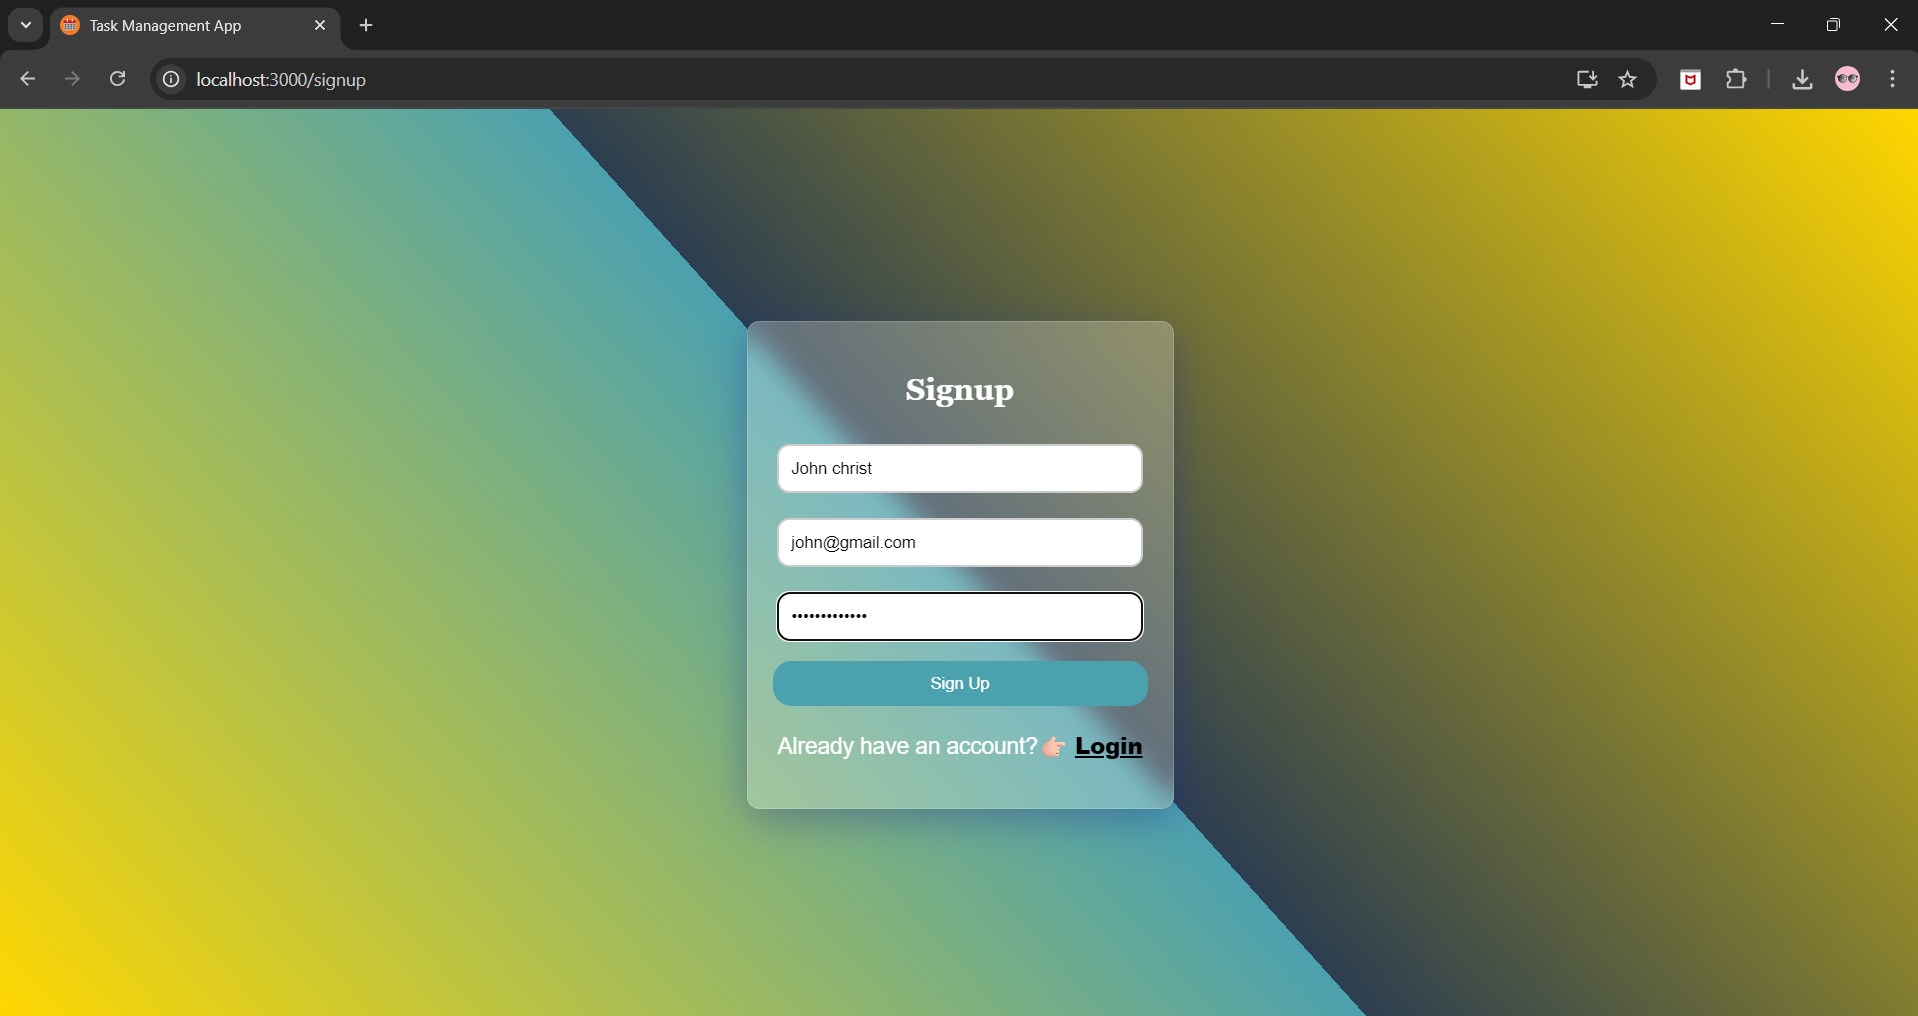 Task Management App
localhost:3000/signup
Signup
John christ
john@gmail.com
•••••••••••••
Sign Up
Already have an account?👉🏼 Login